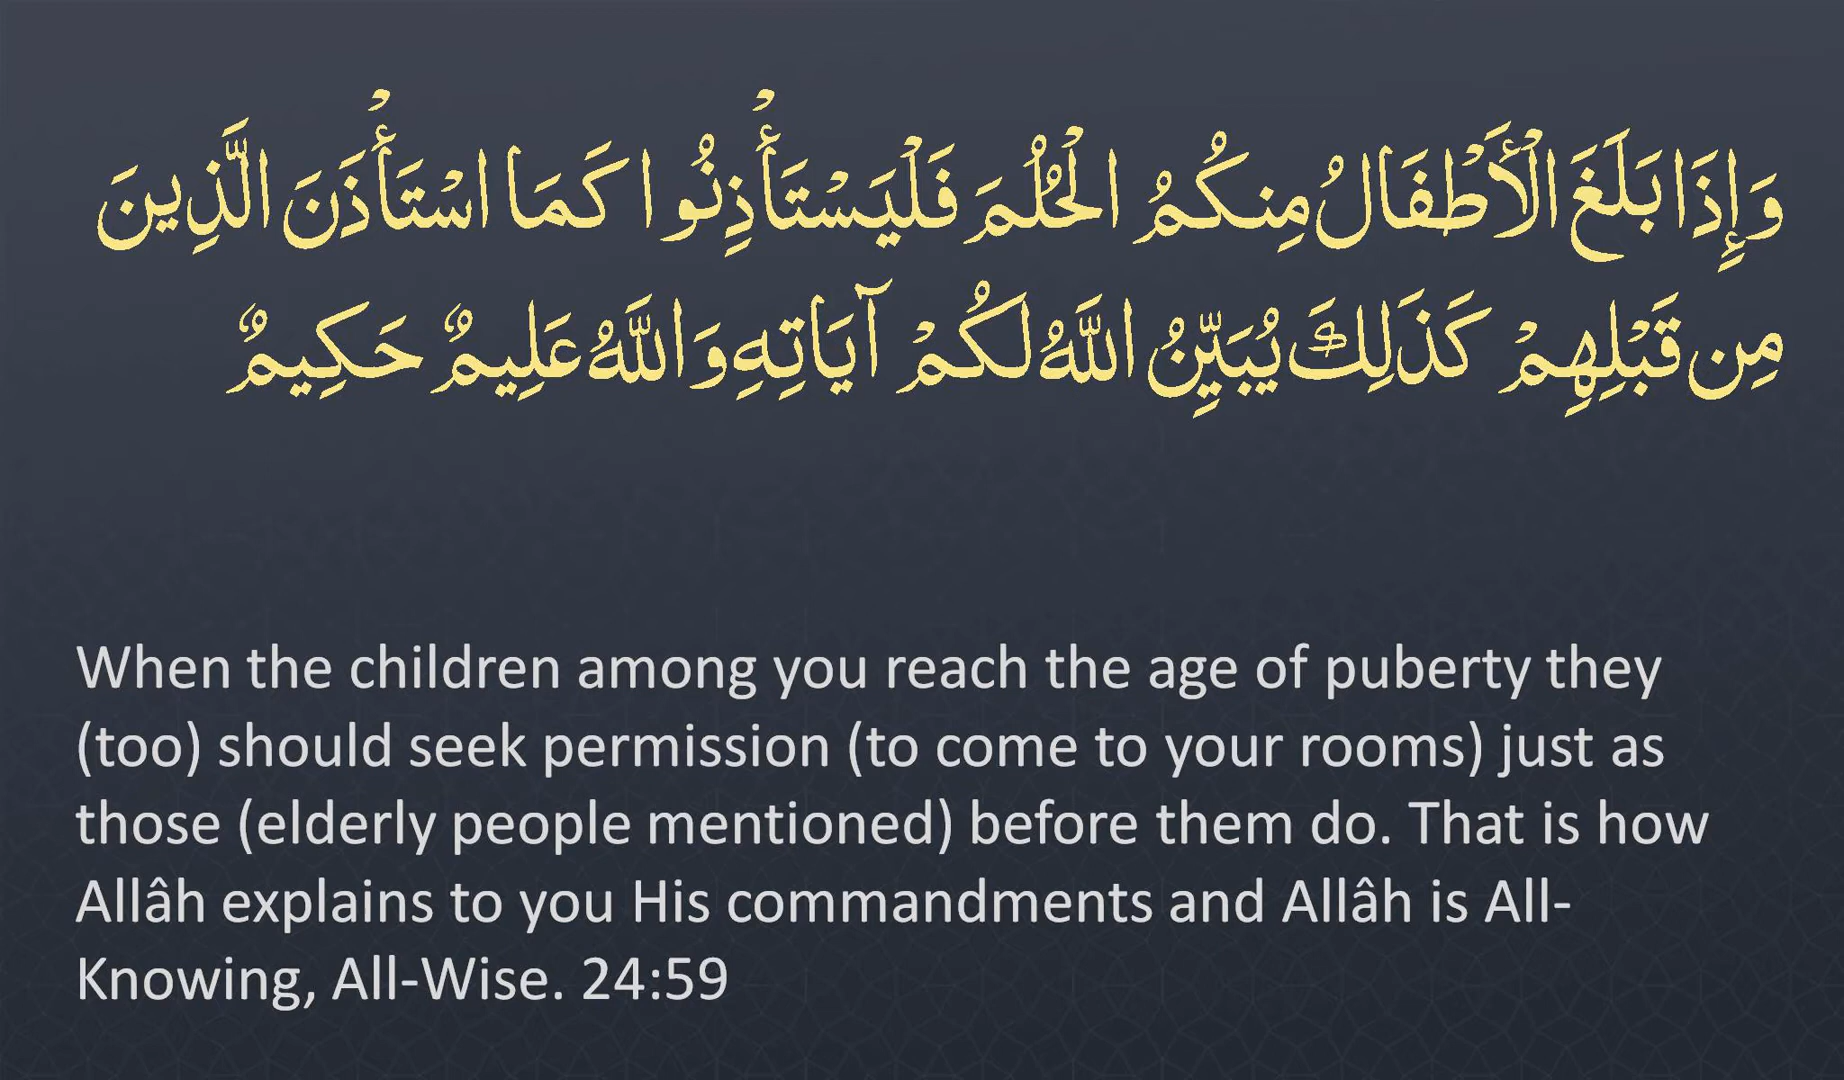 وَإِذَا بَلَغَ الْأَطْفَالُ مِنكُمُ الْحُلُمَ فَلْيَسْتَأْذِنُوا كَمَا اسْتَأْذَنَ الَّذِينَ
مِن قَبْلِهِمْ كَذَلِكَ يُبَيِّنُ اللَّهُ لَكُمْ آيَاتِهِ وَاللَّهُ عَلِيمٌ حَكِيمٌ
When the children among you reach the age of puberty they
(too) should seek permission (to come to your rooms) just as
those (elderly people mentioned) before them do. That is how
Allâh explains to you His commandments and Allâh is All-
Knowing, All-Wise. 24:59